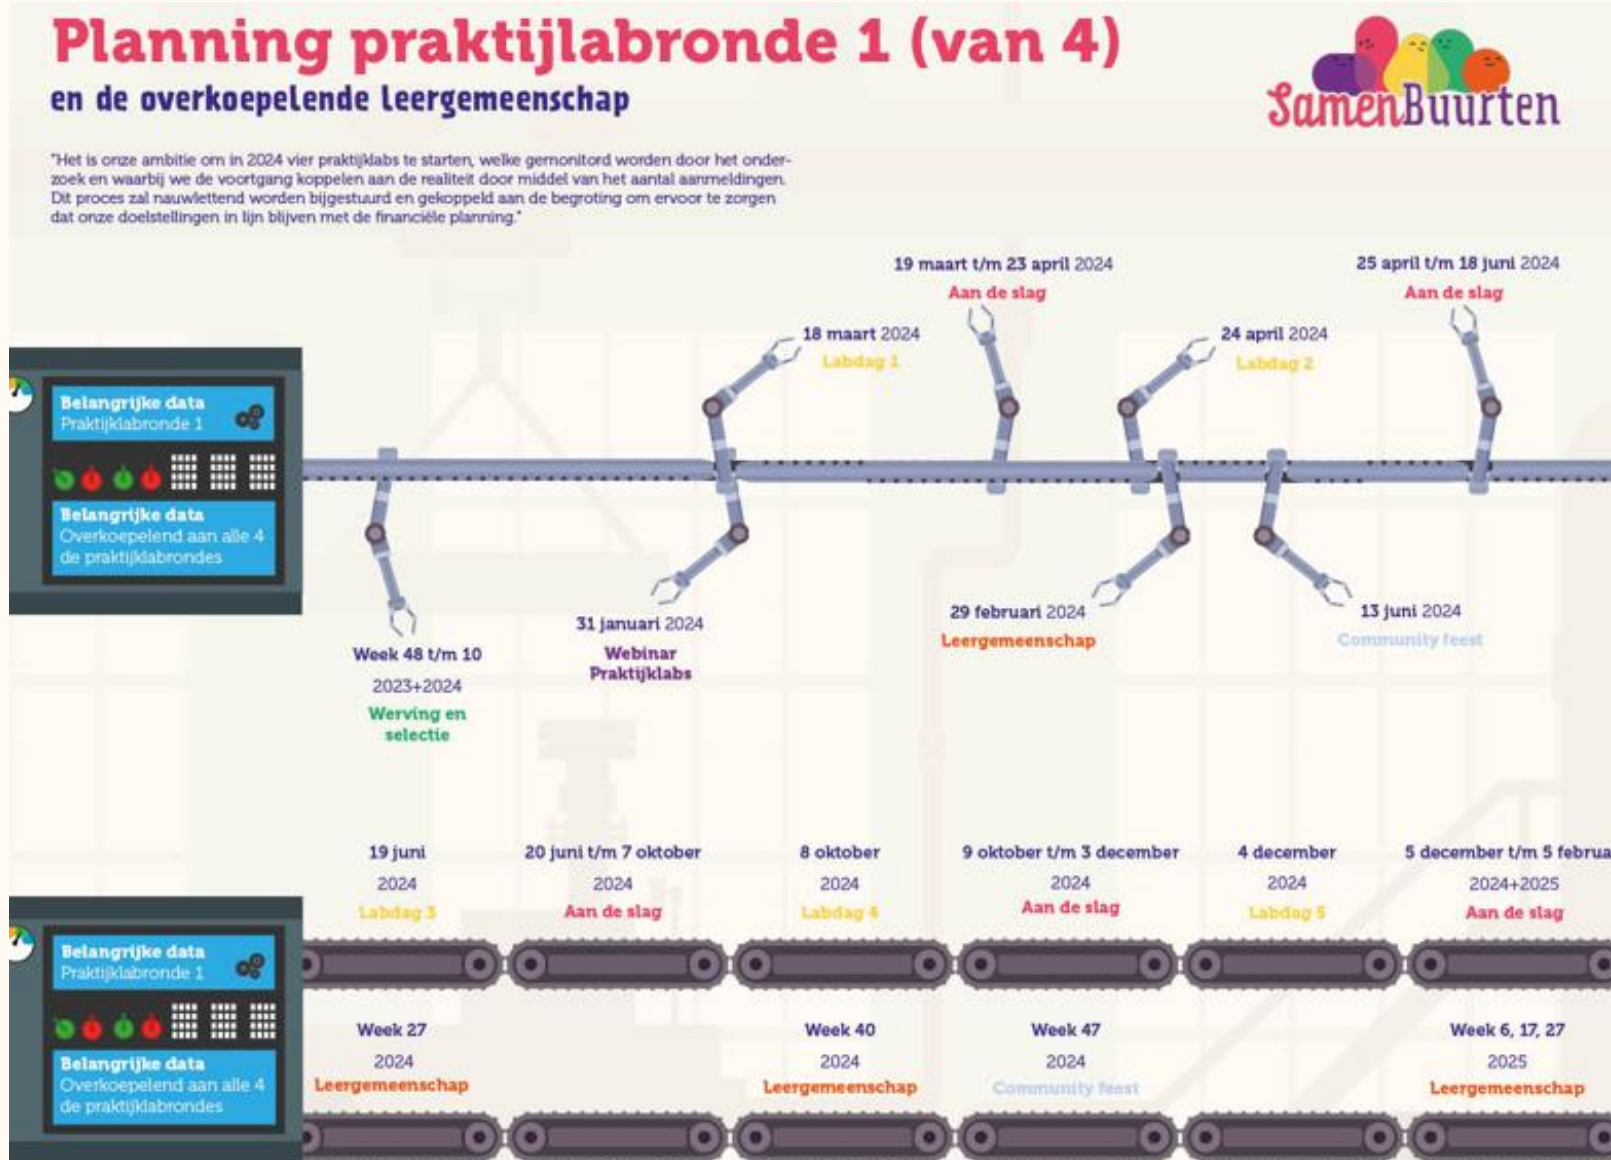 Planning praktijlabronde 1 (van 4)
en de overkoepelende leergemeenschap
SamenBuurten
"Het is onze ambitie om in 2024 vier praktijklabs te starten, welke gemonitord worden door het onder-
zoek en waarbij we de voortgang koppelen aan de realiteit door middel van het aantal aanmeldingen.
Dit proces zal nauwlettend worden bijgestuurd en gekoppeld aan de begroting om ervoor te zorgen
dat onze doelstellingen in lijn blijven met de financiële planning."
19 maart t/m 23 april 2024
Aan de slag
25 april t/m 18 juni 2024
Aan de slag
18 maart 2024
Labdag 1
24 april 2024
Labdag 2
Belangrijke data
Praktijklabronde 1
Belangrijke data
Overkoepelend aan alle 4
de praktijklabrondes
Week 48 t/m 10
2023+2024
Werving en
selectie
31 januari 2024
Webinar
Praktijklabs
29 februari 2024
Leergemeenschap
13 juni 2024
Community feest
19 juni
2024
Labdag 3
20 juni t/m 7 oktober
2024
Aan de slag
8 oktober
2024
Labdag 4
9 oktober t/m 3 december
2024
Aan de slag
4 december
2024
Labdag 5
5 december t/m 5 februa
2024+2025
Aan de slag
Belangrijke data
Praktijklabronde 1
Belangrijke data
Overkoepelend aan alle 4
de praktijklabrondes
Week 27
2024
Leergemeenschap
Week 40
2024
Leergemeenschap
Week 47
2024
Community feest
Week 6, 17, 27
2025
Leergemeenschap